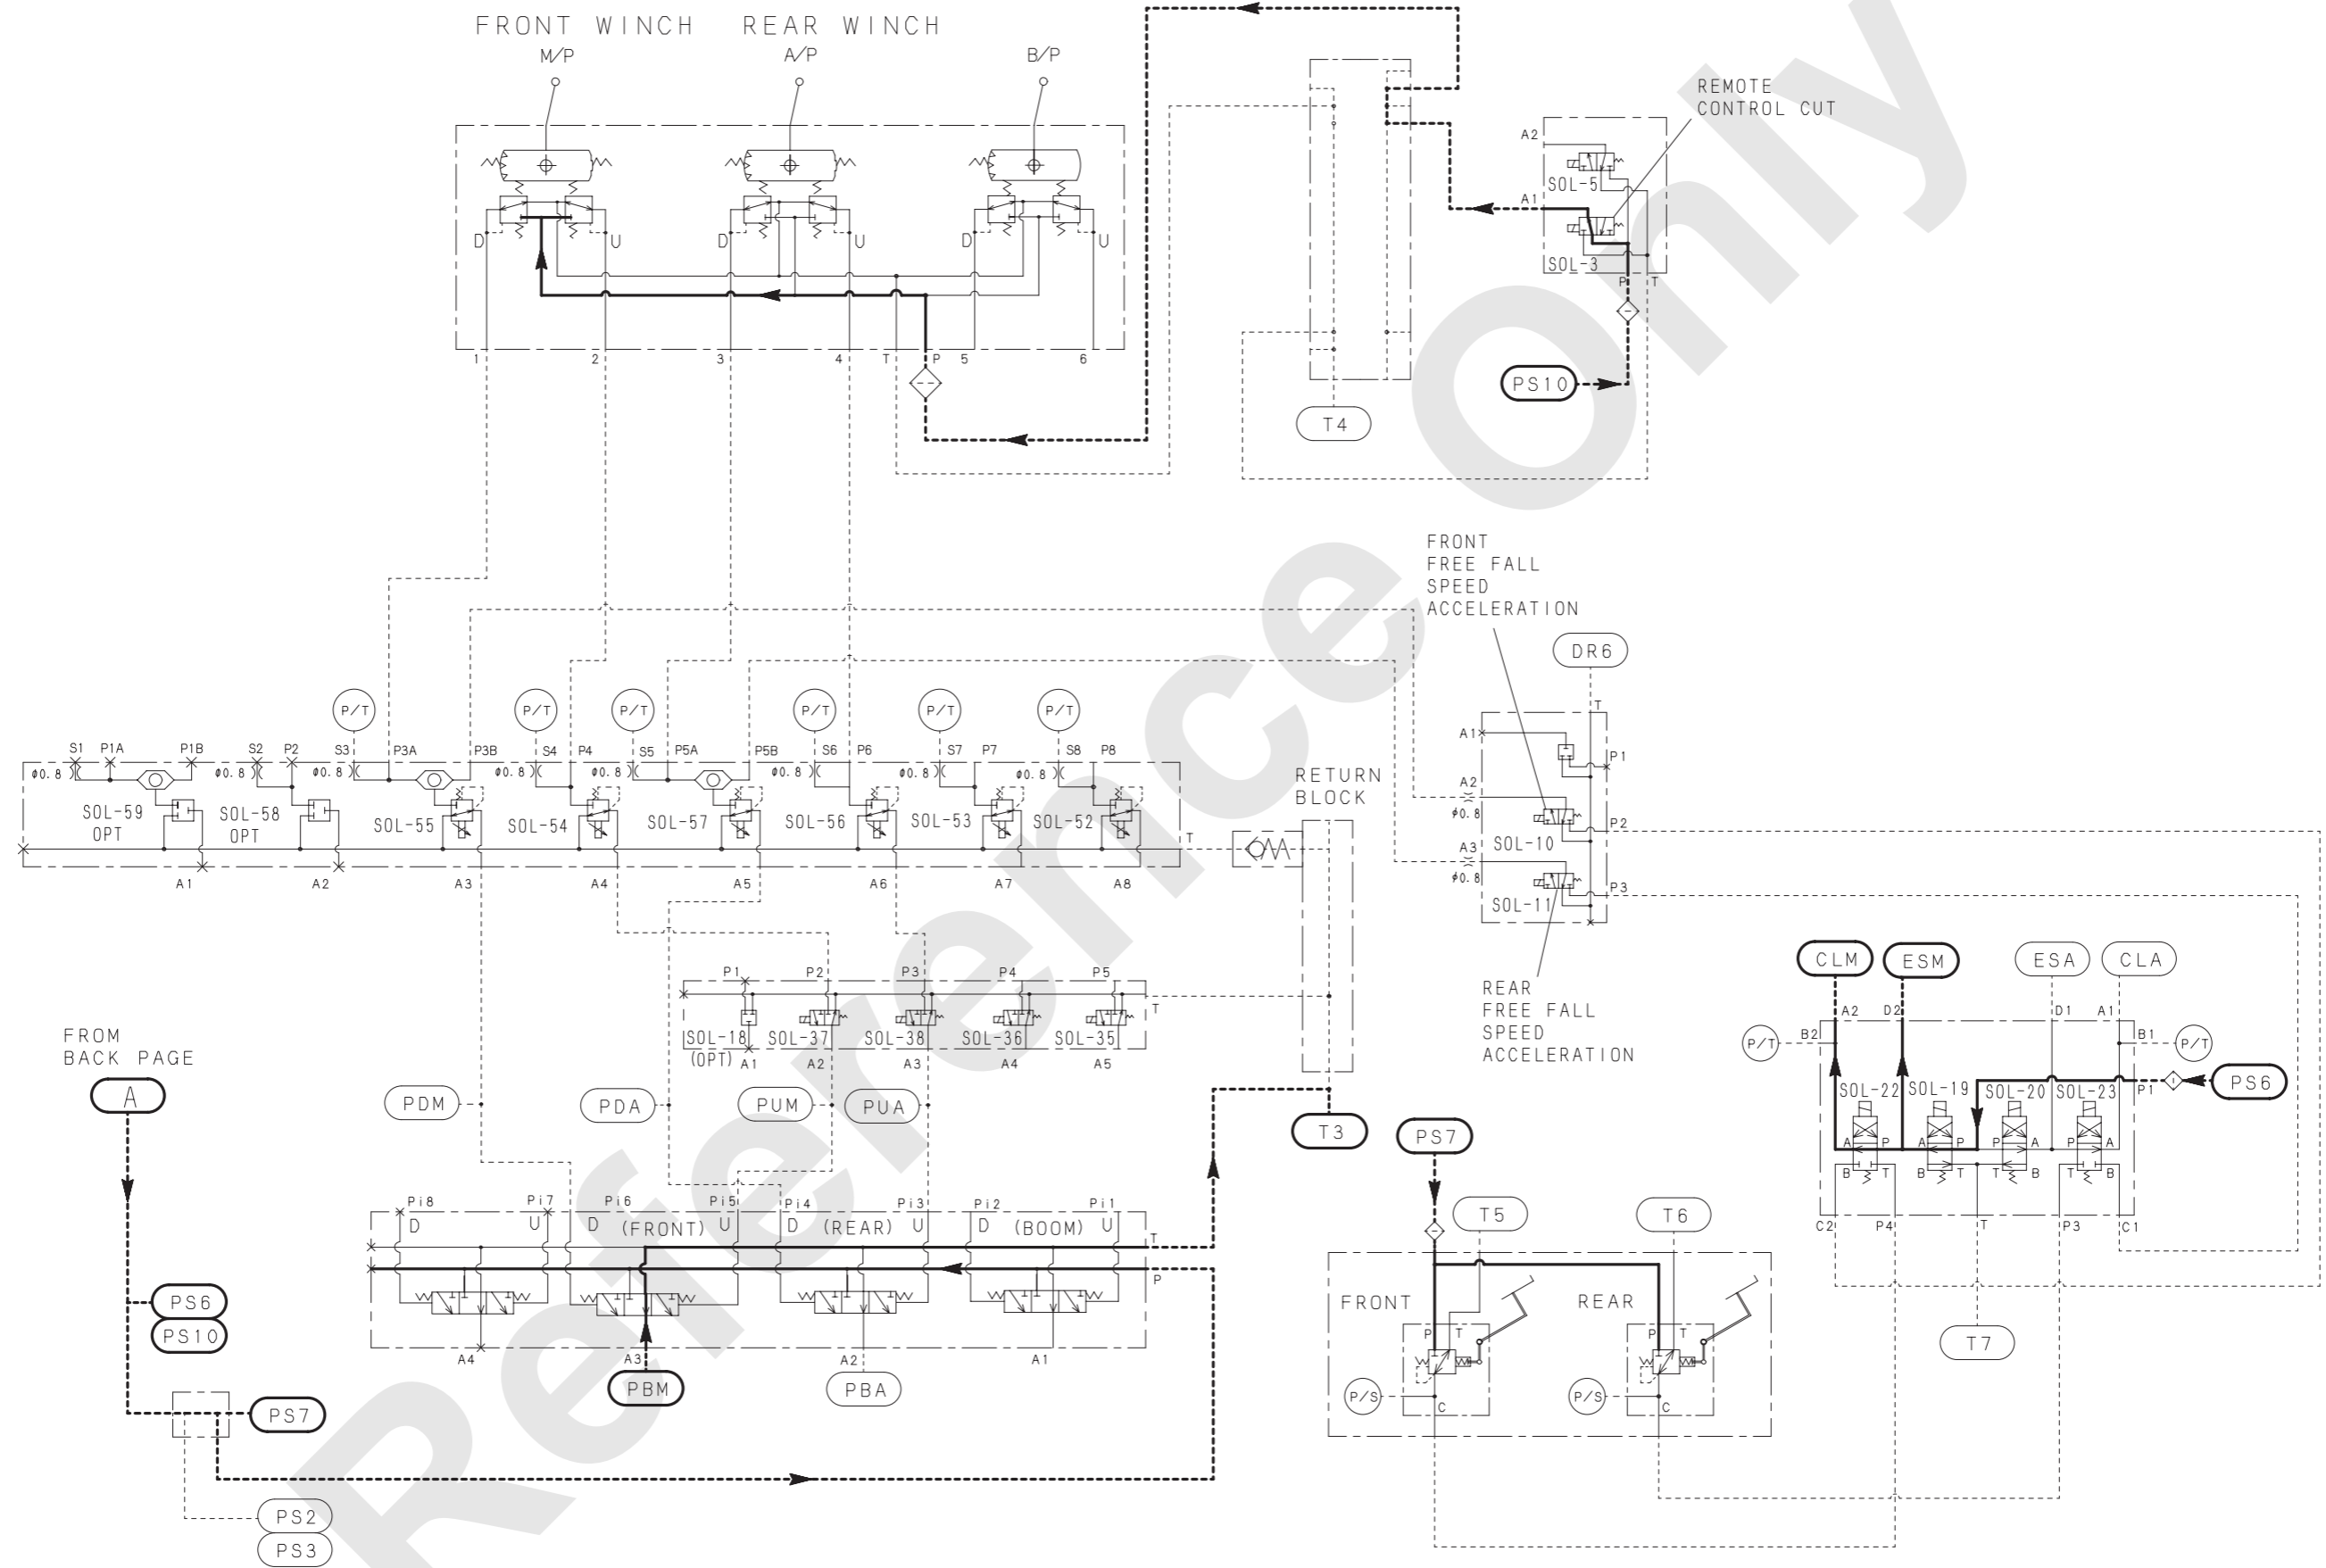 FRONT WINCH REAR WINCH
M/P A/P B/P
REMOTE
CONTROL CUT
A2
SOL-5
A1
SOL-3
P T
D U D U D U
1 2 3 4 T P 5 6
PS10
T4
FRONT
FREE FALL
SPEED
ACCELERATION
DR6
T
P/T P/T P/T P/T P/T P/T
S1 P1A P1B S2 P2 S3 P3A P3B S4 P4 S5 P5A P5B S6 P6 S7 P7 S8 P8
φ0.8 φ0.8 φ0.8 φ0.8 φ0.8 φ0.8 φ0.8 φ0.8
SOL-59
OPT
SOL-58
OPT
SOL-55 SOL-54 SOL-57 SOL-56 SOL-53 SOL-52
T
A1 A2 A3 A4 A5 A6 A7 A8
RETURN
BLOCK
A1 P1
A2
φ0.8
SOL-10 P2
A3
φ0.8
SOL-11 P3
REAR
FREE FALL
SPEED
ACCELERATION
P1 P2 P3 P4 P5
T
SOL-18
(OPT)
SOL-37 SOL-38 SOL-36 SOL-35
A1 A2 A3 A4 A5
FROM
BACK PAGE
A
PDM PDA PUM PUA
T3
CLM ESM ESA CLA
A2 D2 D1 A1
P/T B2 B1 P/T
SOL-22 SOL-19 SOL-20 SOL-23
P1 PS6
A P A P P A P A
B T B T T B T B
C2 P4 T P3 C1
T7
Pi8 Pi7 Pi6 Pi5 Pi4 Pi3 Pi2 Pi1
D U D (FRONT) U D (REAR) U D (BOOM) U
T
P
A4 A3 A2 A1
PBM PBA
PS6
PS10
PS7
PS2
PS3
PS7
T5 T6
FRONT REAR
P T P T
P/S P/S
C C
Reference Only